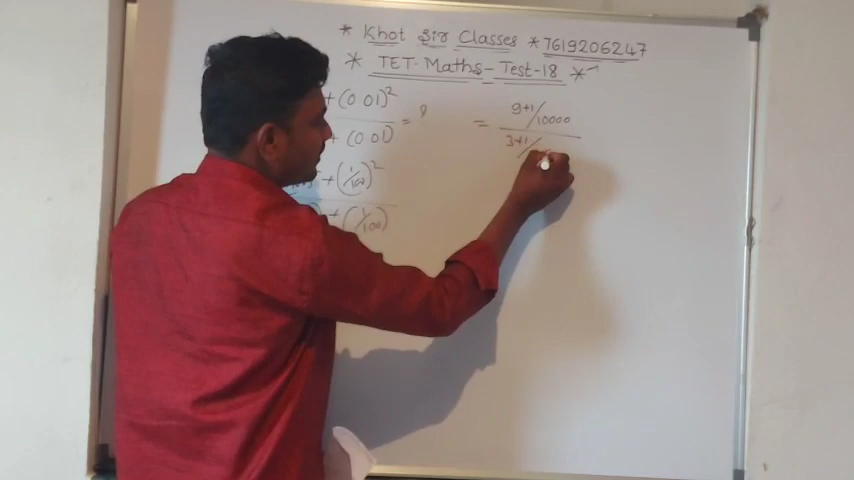 * Khot Sir Classes * 7619206247
* TET-Maths-Test-18 *
+ (0.01)²
+ (0.01) = ?
+ (1/100)²
+ (1/100)
= 9+1/10000
3+1/